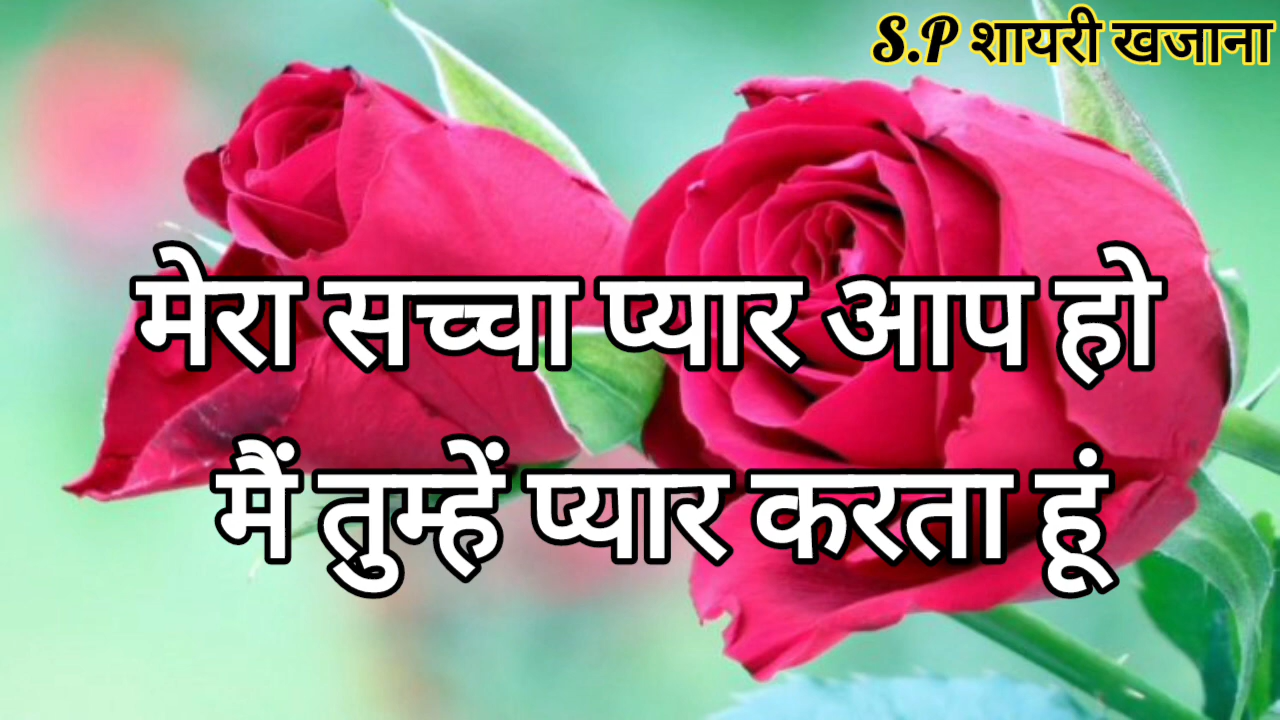 S.P शायरी खजाना
मेरा सच्चा प्यार आप हो
मैं तुम्हें प्यार करता हूं